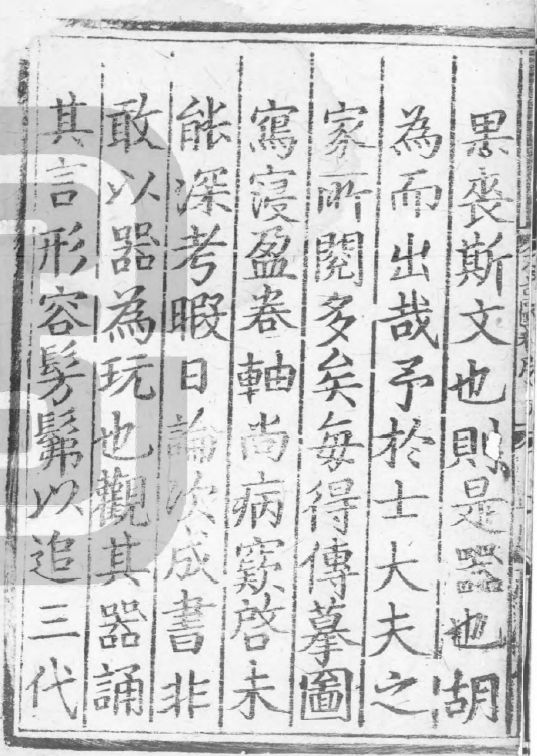 果喪斯文也則是器也胡
為而出哉予於士大夫之
家所閱多矣每得傳摹圖
寫寖盈卷軸尚病窾啓未
能深考暇日論次成書非
敢以器為玩也觀其器誦
其言形容髣髴以追三代